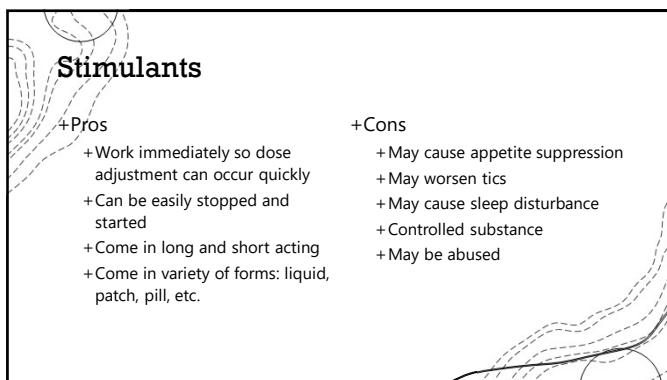 Stimulants
+Pros
+Work immediately so dose
adjustment can occur quickly
+Can be easily stopped and
started
+Come in long and short acting
+Come in variety of forms: liquid,
patch, pill, etc.
+Cons
+May cause appetite suppression
+May worsen tics
+May cause sleep disturbance
+Controlled substance
+May be abused